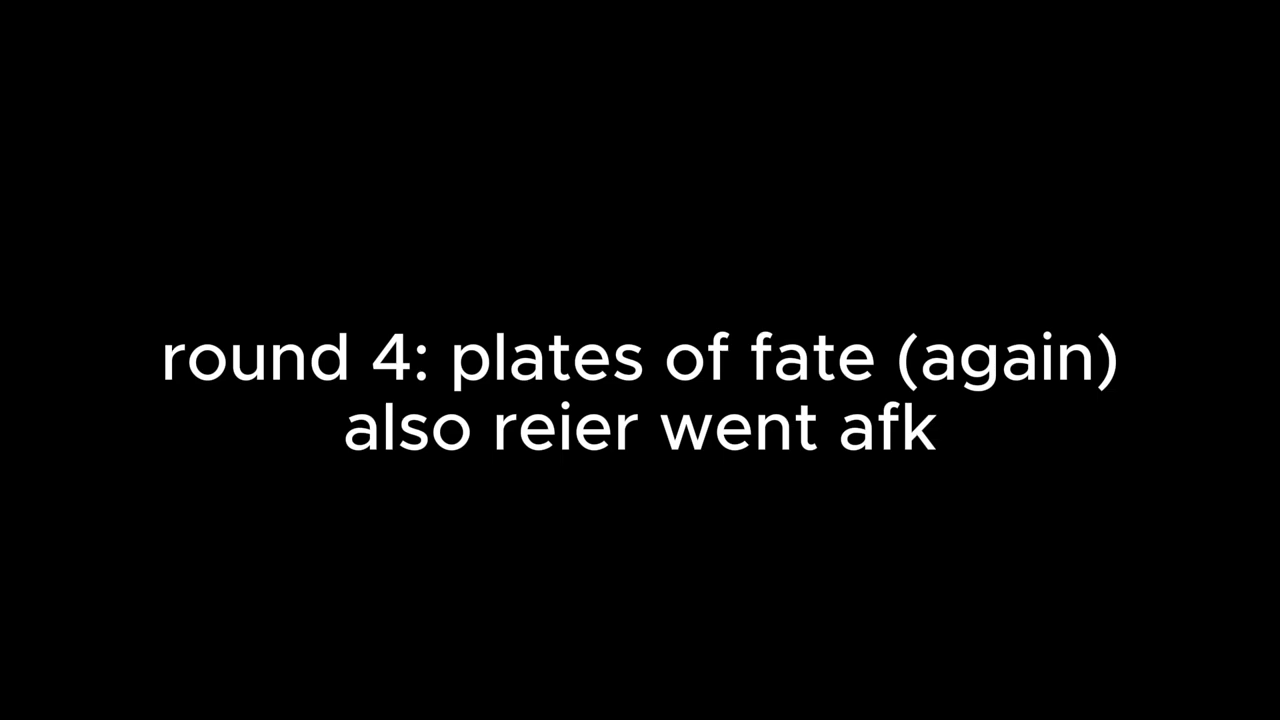 round 4: plates of fate (again)
also reier went afk